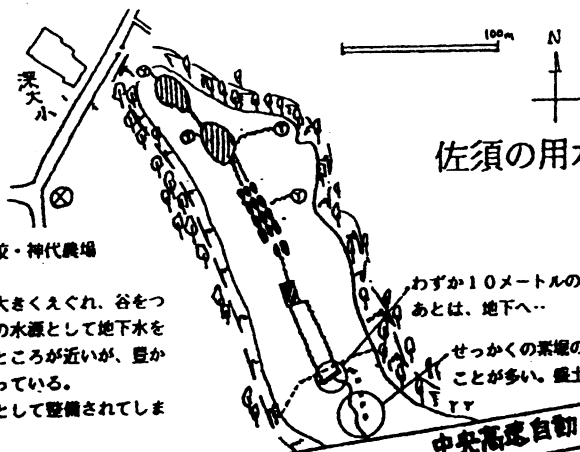 100m
N
深大小
佐須の用水
校・神代農場
大きくえぐれ、谷をつ
の水源として地下水を
ところが近いが、豊か
っている。
として整備されてしま
わずか10メートルの
あとは、地下へ‥
せっかくの素堀の
ことが多い。盛土
中央高速自動